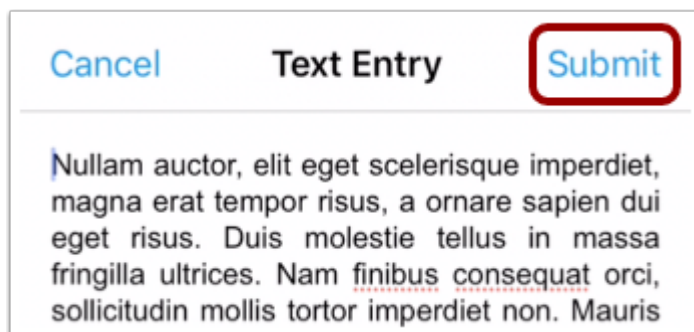 Cancel Text Entry Submit
Nullam auctor, elit eget scelerisque imperdiet,
magna erat tempor risus, a ornare sapien dui
eget risus. Duis molestie tellus in massa
fringilla ultrices. Nam finibus consequat orci,
sollicitudin mollis tortor imperdiet non. Mauris